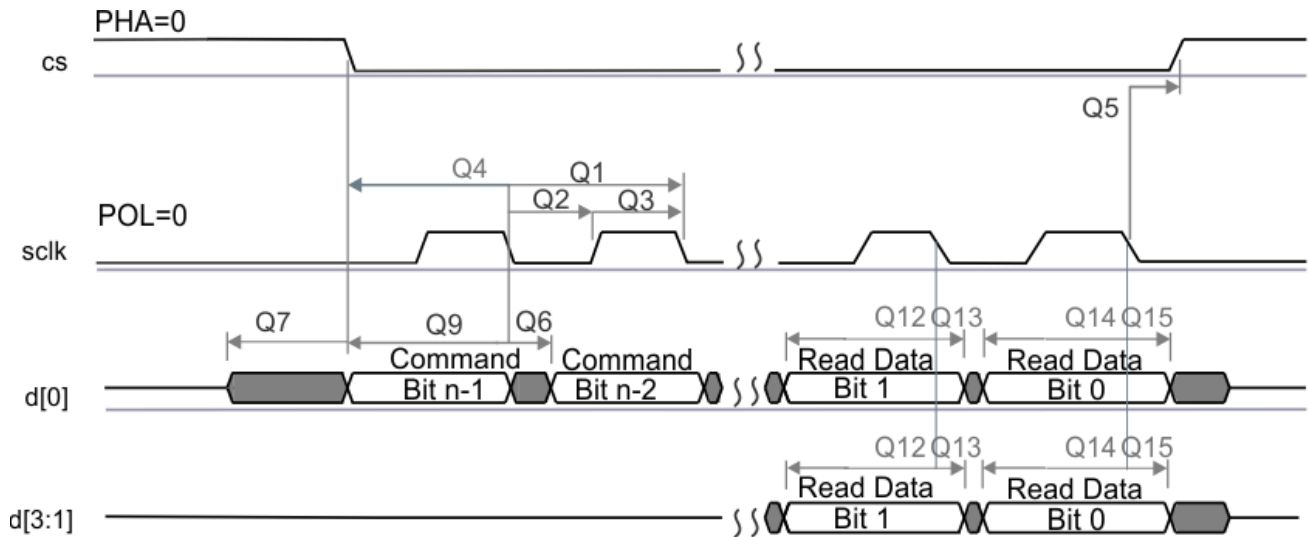 PHA=0
cs
Q5
Q4 Q1
Q2 Q3
POL=0
sclk
Q7 Q9 Q6 Q12 Q13 Q14 Q15
Command Command Read Data Read Data
d[0] Bit n-1 Bit n-2 Bit 1 Bit 0
Q12 Q13 Q14 Q15
Read Data Read Data
d[3:1] Bit 1 Bit 0